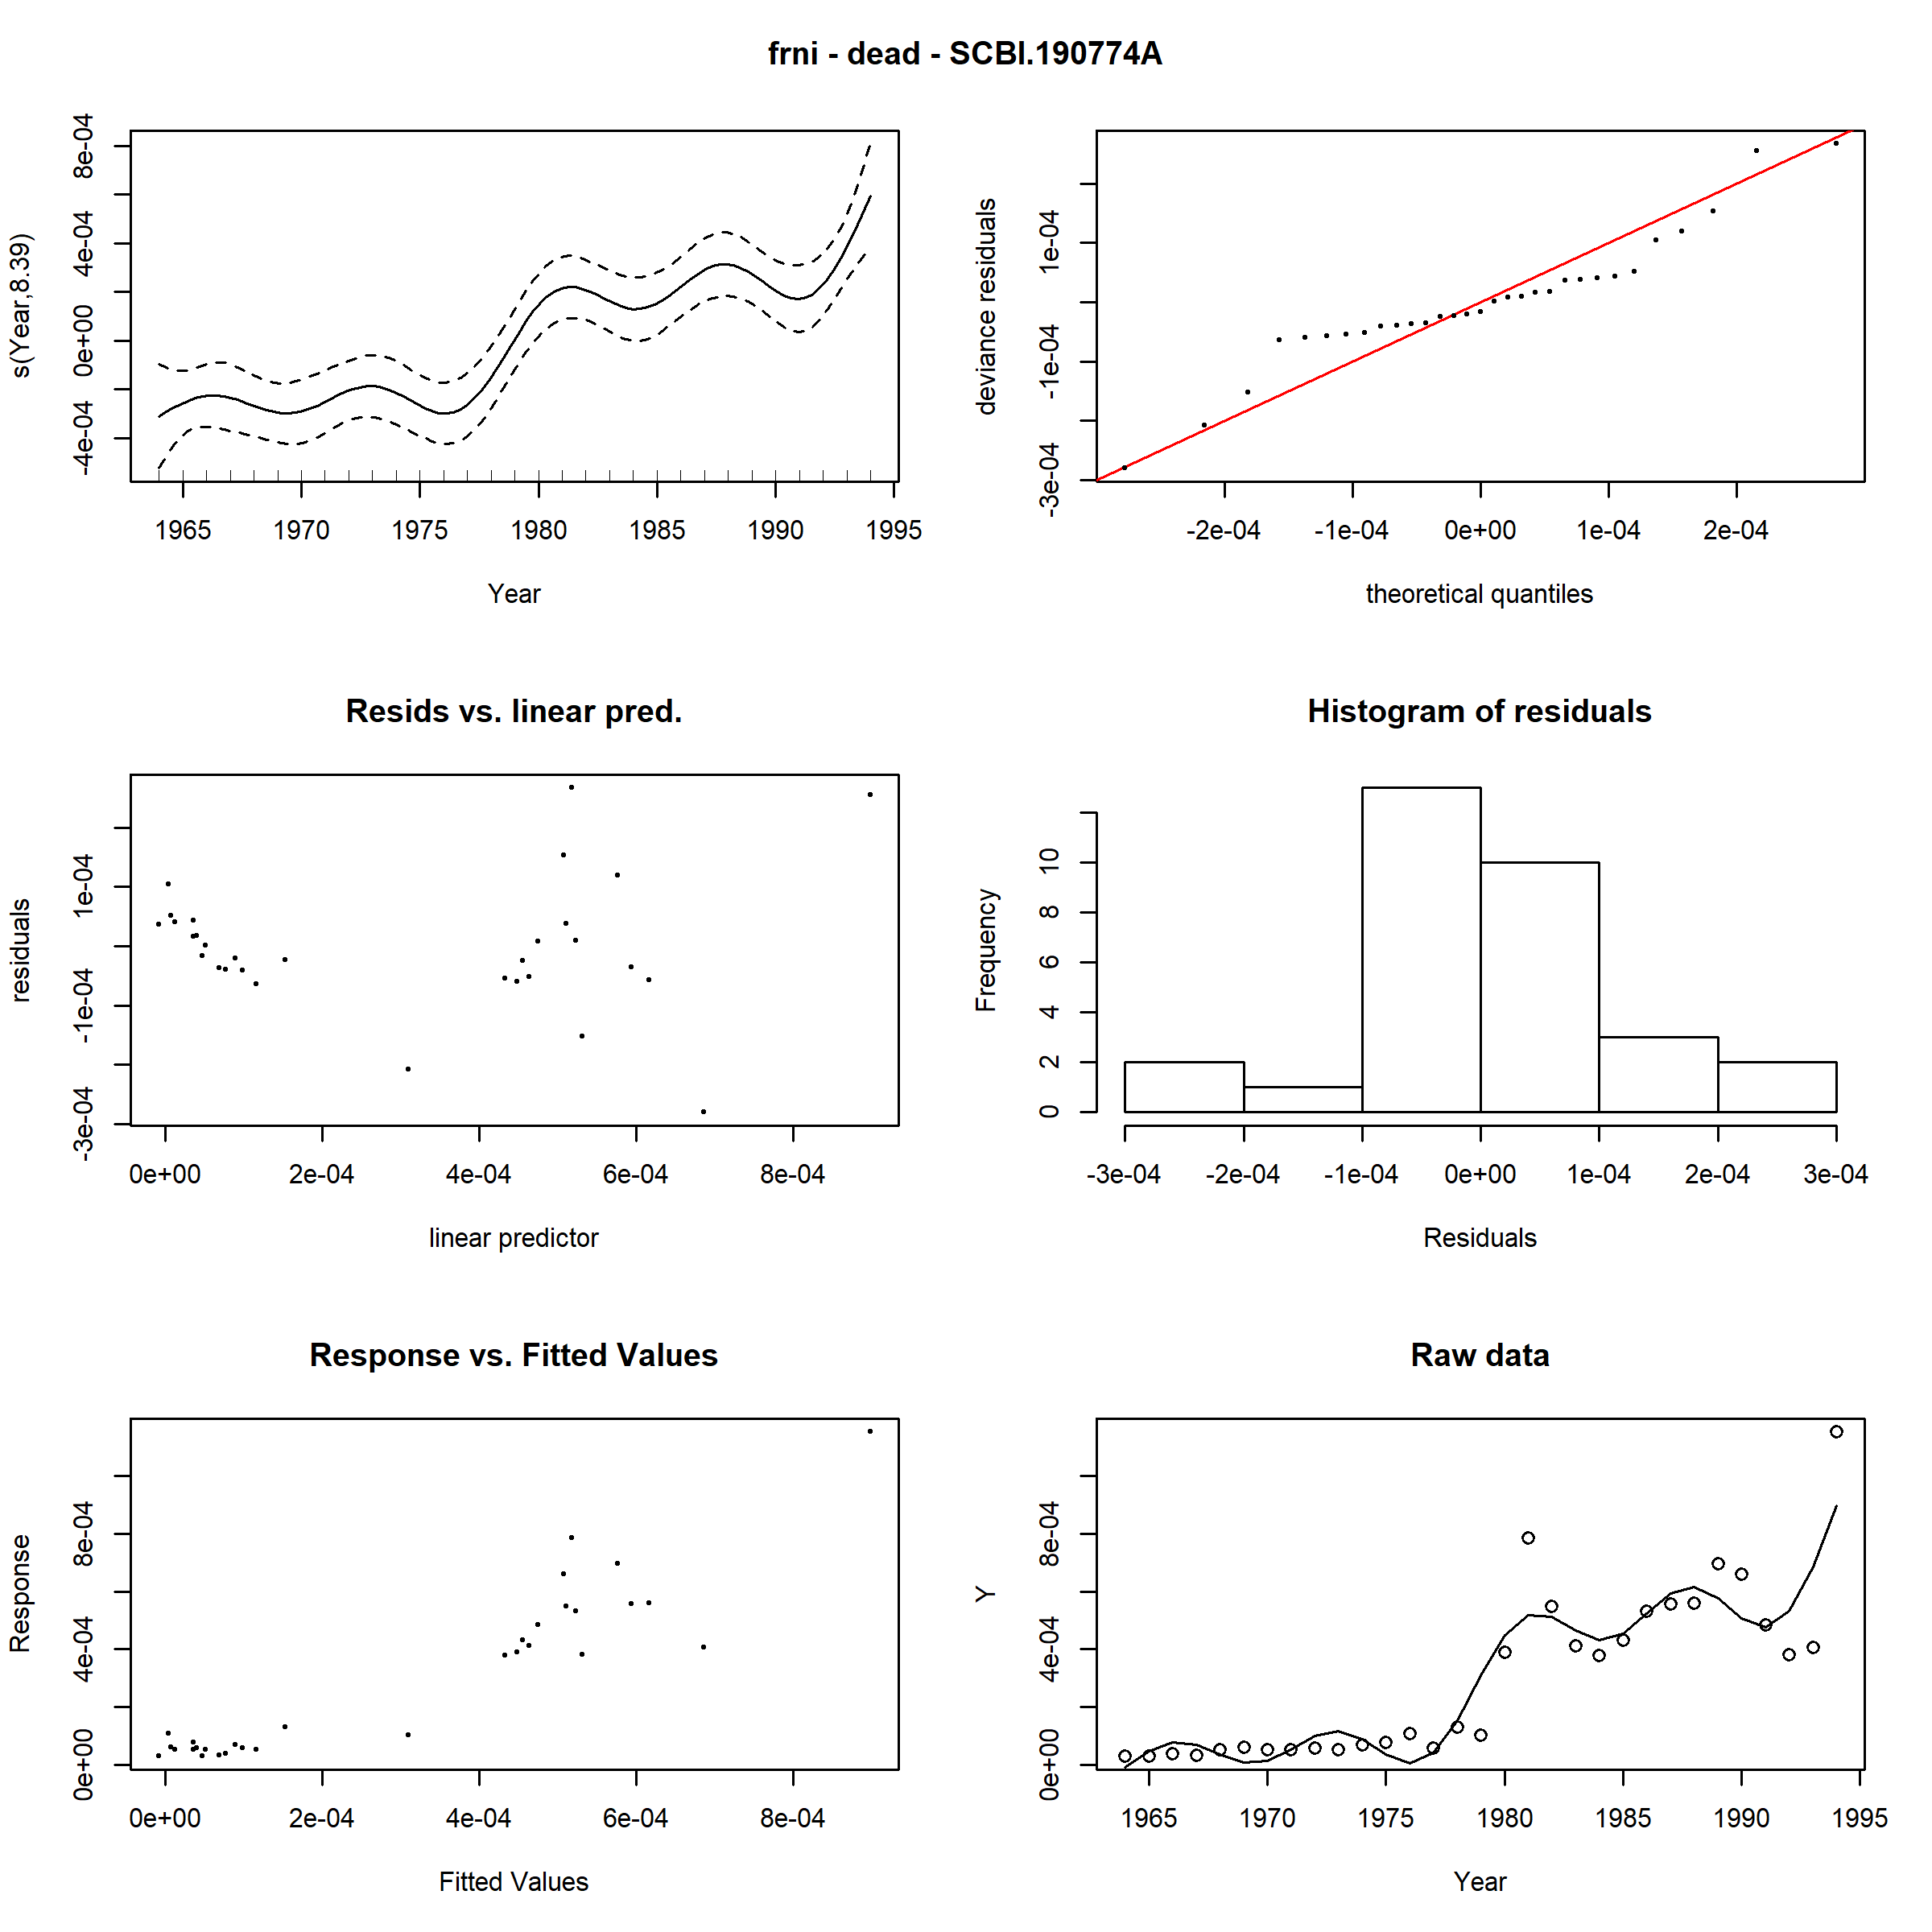 frni - dead - SCBI.190774A
s(Year,8.39)
-4e-04 0e+00 4e-04 8e-04
1965 1970 1975 1980 1985 1990 1995
Year
deviance residuals
-3e-04 -1e-04 1e-04
-2e-04 -1e-04 0e+00 1e-04 2e-04
theoretical quantiles
Resids vs. linear pred.
residuals
-3e-04 -1e-04 1e-04
0e+00 2e-04 4e-04 6e-04 8e-04
linear predictor
Histogram of residuals
Frequency
0 2 4 6 8 10
-3e-04 -2e-04 -1e-04 0e+00 1e-04 2e-04 3e-04
Residuals
Response vs. Fitted Values
Response
0e+00 4e-04 8e-04
0e+00 2e-04 4e-04 6e-04 8e-04
Fitted Values
Raw data
Y
0e+00 4e-04 8e-04
1965 1970 1975 1980 1985 1990 1995
Year